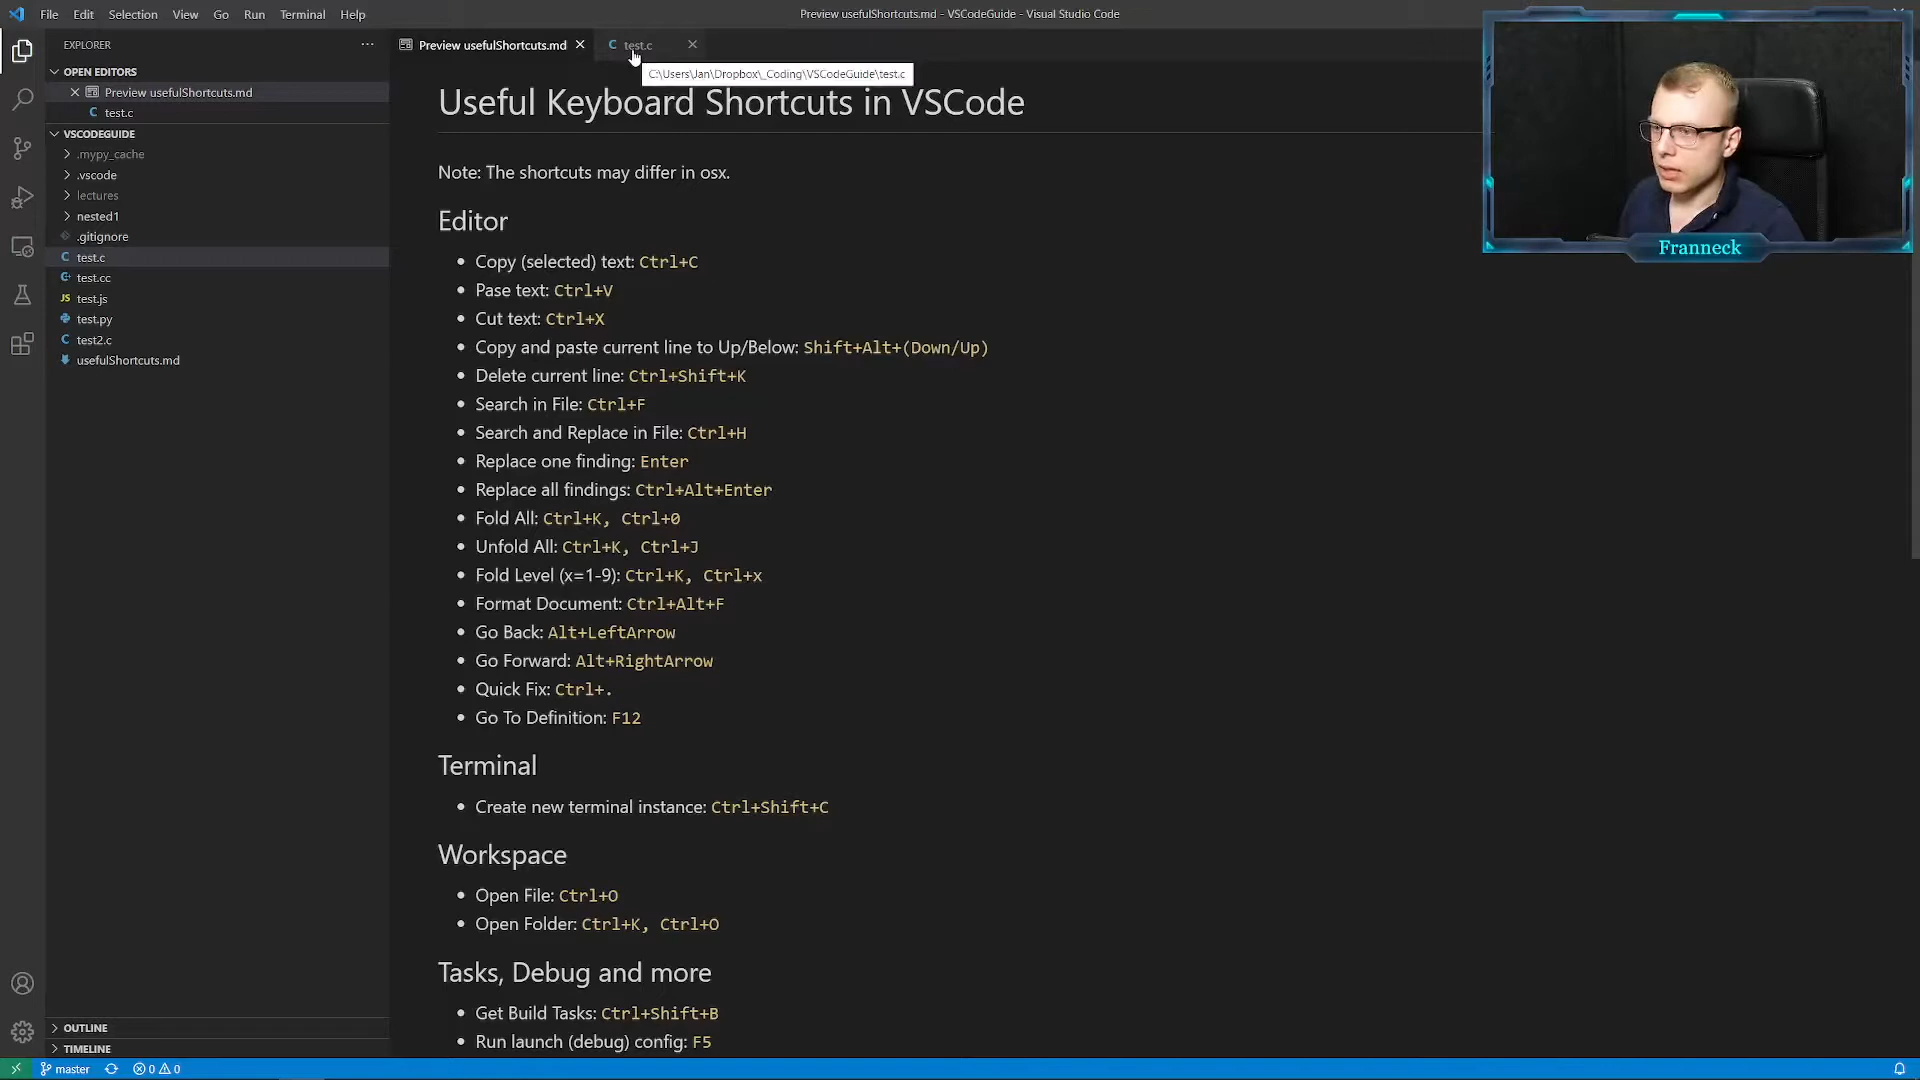 File Edit Selection View Go Run Terminal Help
Preview usefulShortcuts.md - VSCodeGuide - Visual Studio Code
EXPLORER
OPEN EDITORS
Preview usefulShortcuts.md
test.c
VSCODEGUIDE
.mypy_cache
.vscode
lectures
nested1
.gitignore
C test.c
C+ test.cc
JS test.js
test.py
C test2.c
usefulShortcuts.md
OUTLINE
TIMELINE
Preview usefulShortcuts.md
C test.c
C:\Users\Jan\Dropbox\_Coding\VSCodeGuide\test.c
Useful Keyboard Shortcuts in VSCode
Note: The shortcuts may differ in osx.
Editor
Copy (selected) text: Ctrl+C
Pase text: Ctrl+V
Cut text: Ctrl+X
Copy and paste current line to Up/Below: Shift+Alt+(Down/Up)
Delete current line: Ctrl+Shift+K
Search in File: Ctrl+F
Search and Replace in File: Ctrl+H
Replace one finding: Enter
Replace all findings: Ctrl+Alt+Enter
Fold All: Ctrl+K, Ctrl+0
Unfold All: Ctrl+K, Ctrl+J
Fold Level (x=1-9): Ctrl+K, Ctrl+x
Format Document: Ctrl+Alt+F
Go Back: Alt+LeftArrow
Go Forward: Alt+RightArrow
Quick Fix: Ctrl+.
Go To Definition: F12
Terminal
Create new terminal instance: Ctrl+Shift+C
Workspace
Open File: Ctrl+O
Open Folder: Ctrl+K, Ctrl+O
Tasks, Debug and more
Get Build Tasks: Ctrl+Shift+B
Run launch (debug) config: F5
Franneck
master 0 0